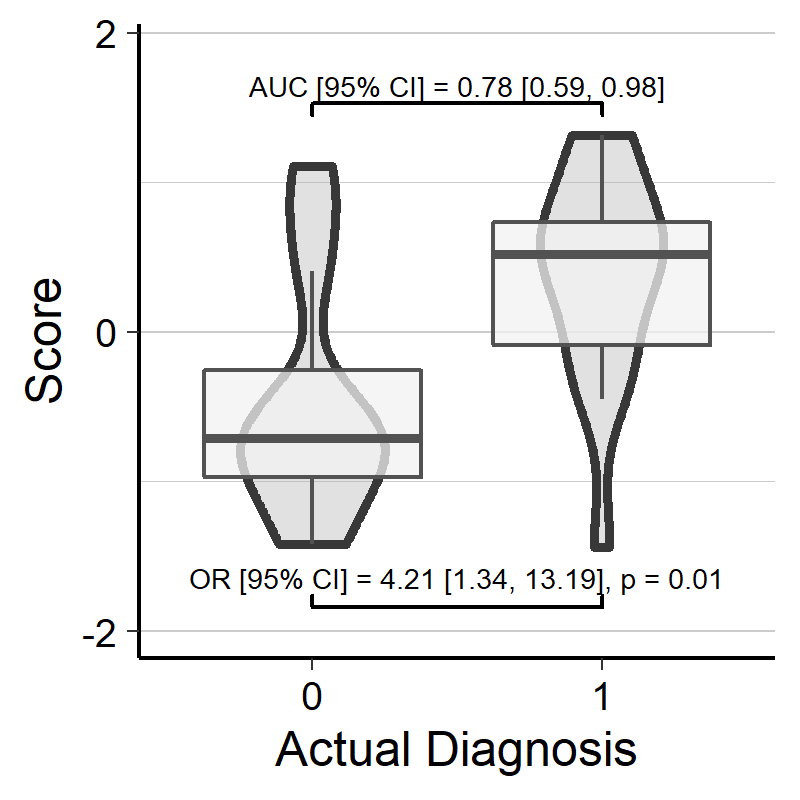 2
AUC [95% CI] = 0.78 [0.59, 0.98]
0
Score
OR [95% CI] = 4.21 [1.34, 13.19], p = 0.01
-2
0 1
Actual Diagnosis